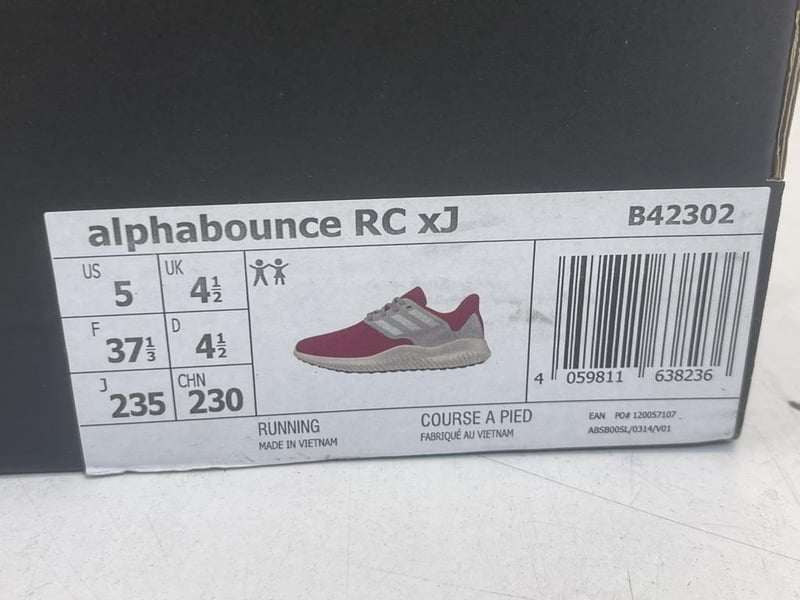 alphabounce RC xJ B42302
US 5 UK 4½
F 37⅓ D 4½
J 235 CHN 230
RUNNING COURSE A PIED
MADE IN VIETNAM FABRIQUÉ AU VIETNAM
4 059811 638236
EAN PO# 120057107
ABSB00SL/0314/V01